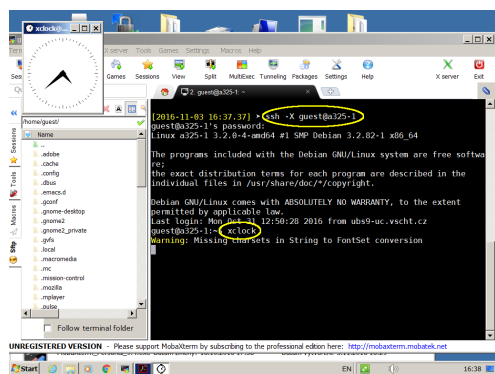 xclock@...
Term
X server Tools Games Settings Macros Help
Games Sessions View Split MultiExec Tunneling Packages Settings Help X server Exit
2. guest@a325-1: ~
/home/guest/
Name
..
.adobe
.cache
.config
.dbus
.emacs.d
.gconf
.gnome-desktop
.gnome2
.gnome2_private
.gvfs
.local
.macromedia
.mc
.mission-control
.mozilla
.mplayer
.pulse
Sessions
Tools
Macros
Sftp
Follow terminal folder
[2016-11-03 16:37.37] ➤ ssh -X guest@a325-1
guest@a325-1's password:
Linux a325-1 3.2.0-4-amd64 #1 SMP Debian 3.2.82-1 x86_64
The programs included with the Debian GNU/Linux system are free softwa
re;
the exact distribution terms for each program are described in the
individual files in /usr/share/doc/*/copyright.
Debian GNU/Linux comes with ABSOLUTELY NO WARRANTY, to the extent
permitted by applicable law.
Last login: Mon Oct 31 12:50:28 2016 from ubs9-uc.vscht.cz
guest@a325-1:~$ xclock
Warning: Missing charsets in String to FontSet conversion
UNREGISTERED VERSION - Please support MobaXterm by subscribing to the professional edition here: http://mobaxterm.mobatek.net
Start
EN
16:38